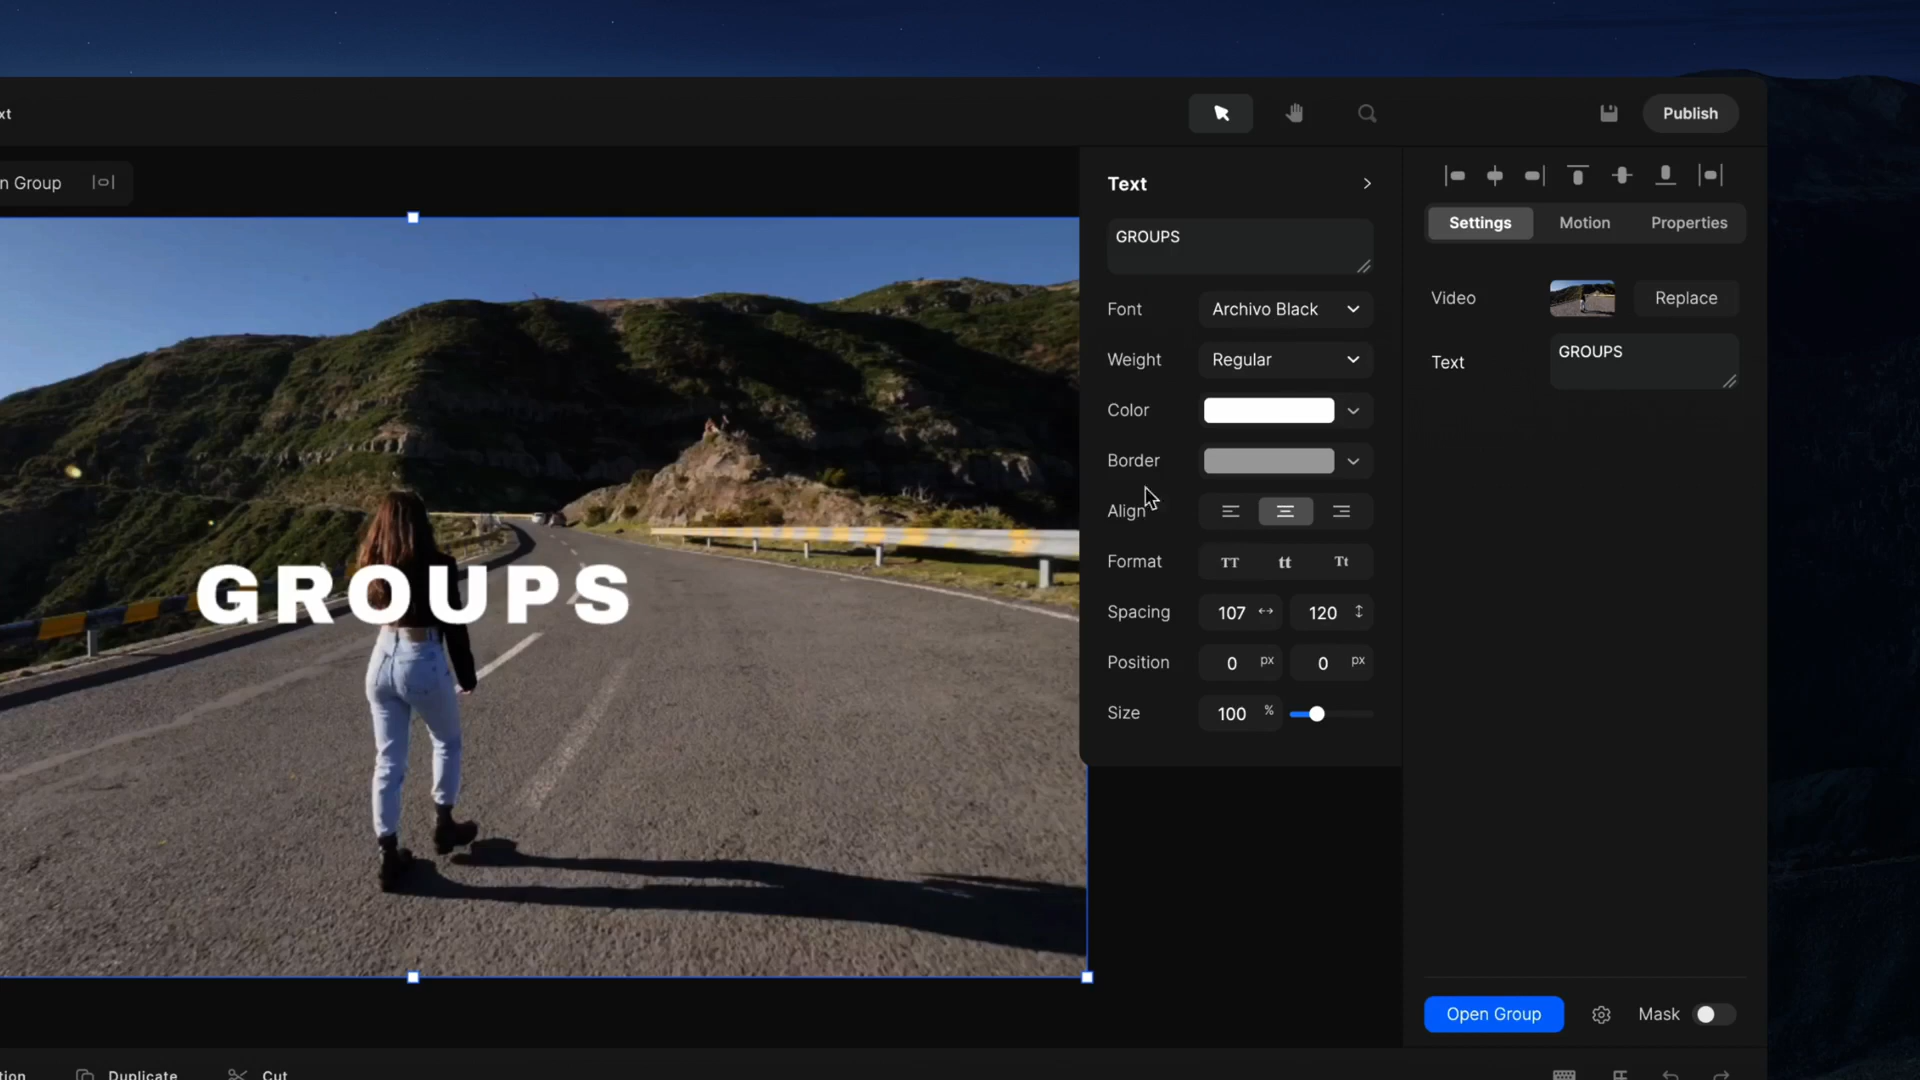 xt
Publish
n Group
Text
GROUPS
Font
Archivo Black
Weight
Regular
Color
Border
Align
Format
TT
tt
Tt
Spacing
107
120
Position
0 px
0 px
Size
100 %
Settings
Motion
Properties
Video
Replace
Text
GROUPS
GROUPS
Open Group
Mask
tion
Duplicate
Cut